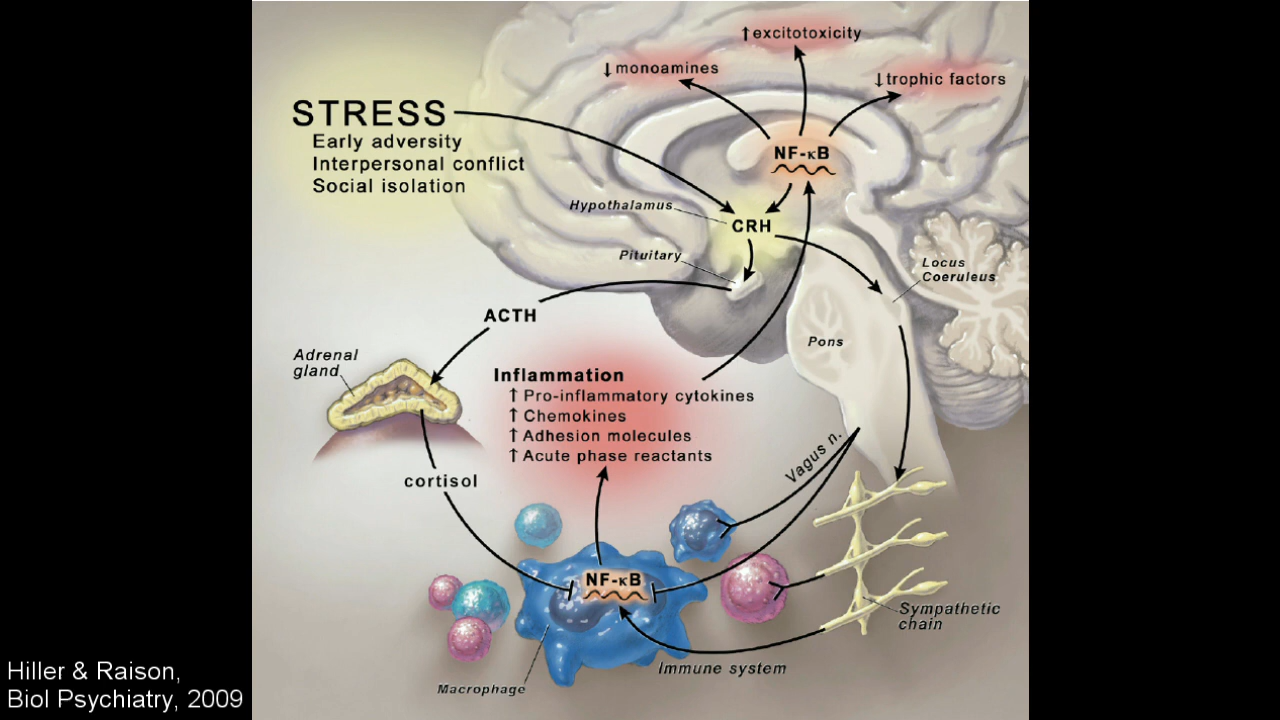 ↑excitotoxicity
↓monoamines
↓trophic factors
STRESS
Early adversity
Interpersonal conflict
Social isolation
NF-κB
Hypothalamus
CRH
Pituitary
Locus
Coeruleus
ACTH
Pons
Adrenal
gland
Inflammation
↑ Pro-inflammatory cytokines
↑ Chemokines
↑ Adhesion molecules
↑ Acute phase reactants
Vagus n.
cortisol
NF-κB
Sympathetic
chain
Immune system
Macrophage
Hiller & Raison,
Biol Psychiatry, 2009